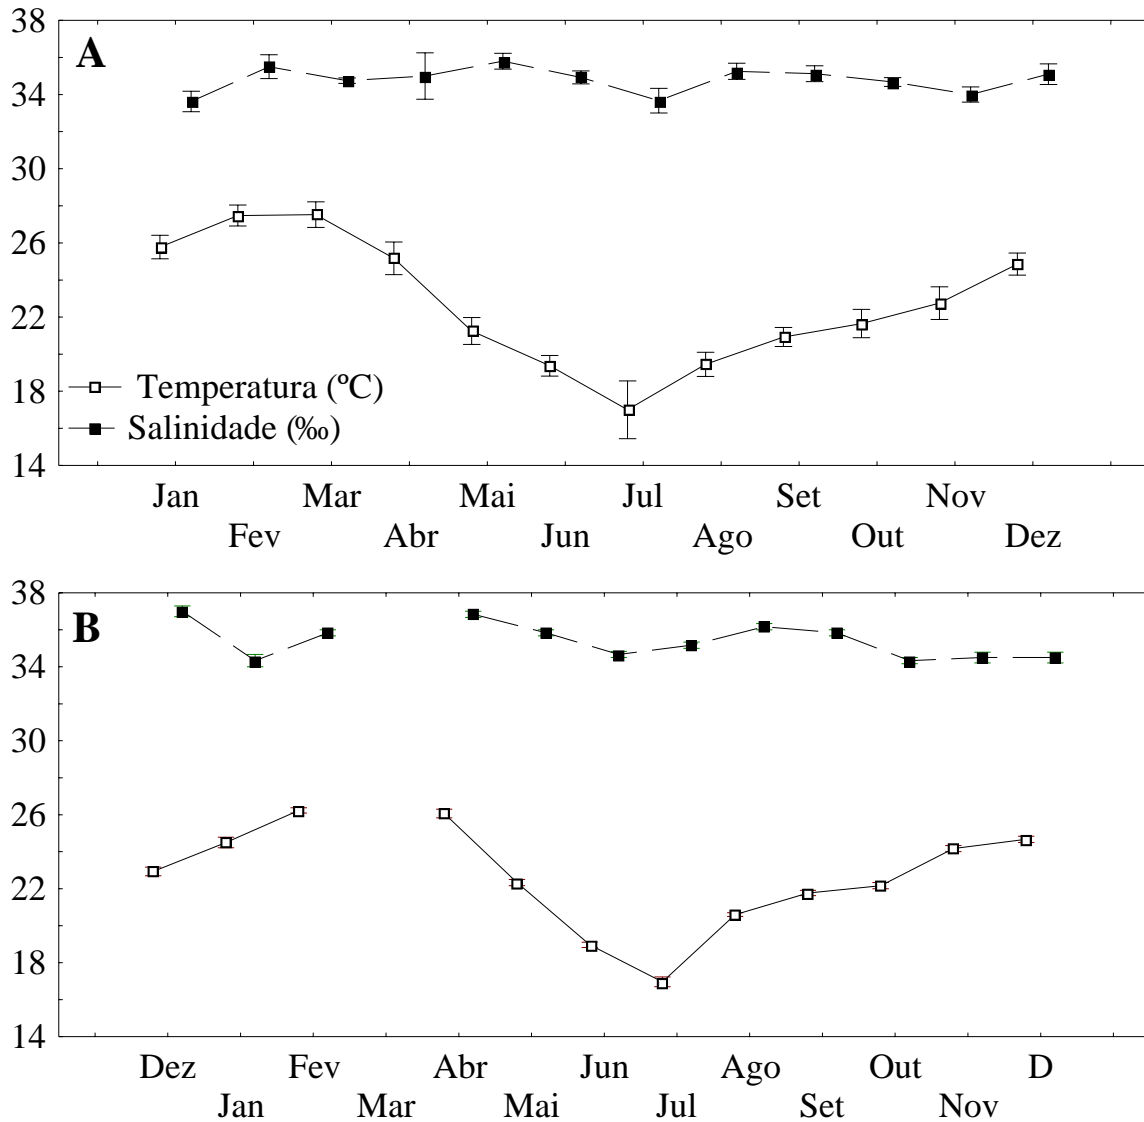 38
A
34
30
26
22
18
14
Temperatura (ºC)
Salinidade (‰)
Jan Mar Mai Jul Set Nov
Fev Abr Jun Ago Out Dez
38
B
34
30
26
22
18
14
Dez Fev Abr Jun Ago Out D
Jan Mar Mai Jul Set Nov